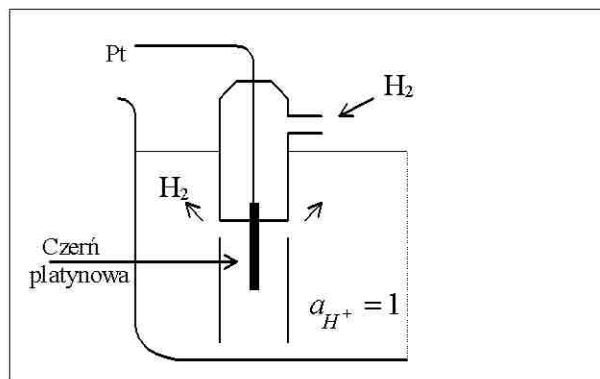 Pt
H₂
H₂
Czerń
platynowa
a_{H⁺} = 1